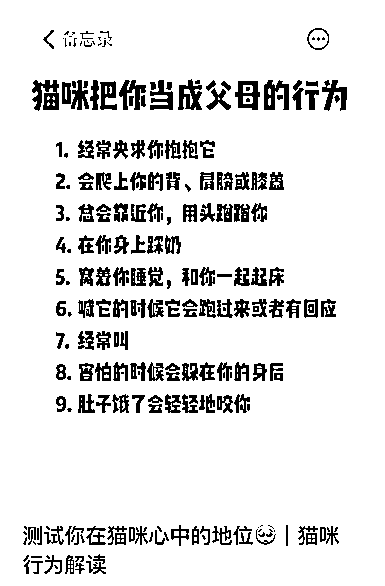 备忘录
猫咪把你当成父母的行为
1. 经常央求你抱抱它
2. 会爬上你的背、肩膀或膝盖
3. 总会靠近你，用头蹭蹭你
4. 在你身上踩奶
5. 窝着你睡觉，和你一起起床
6. 喊它的时候它会跑过来或者有回应
7. 经常叫
8. 害怕的时候会躲在你的身后
9. 肚子饿了会轻轻地咬你
测试你在猫咪心中的地位🥹｜猫咪
行为解读